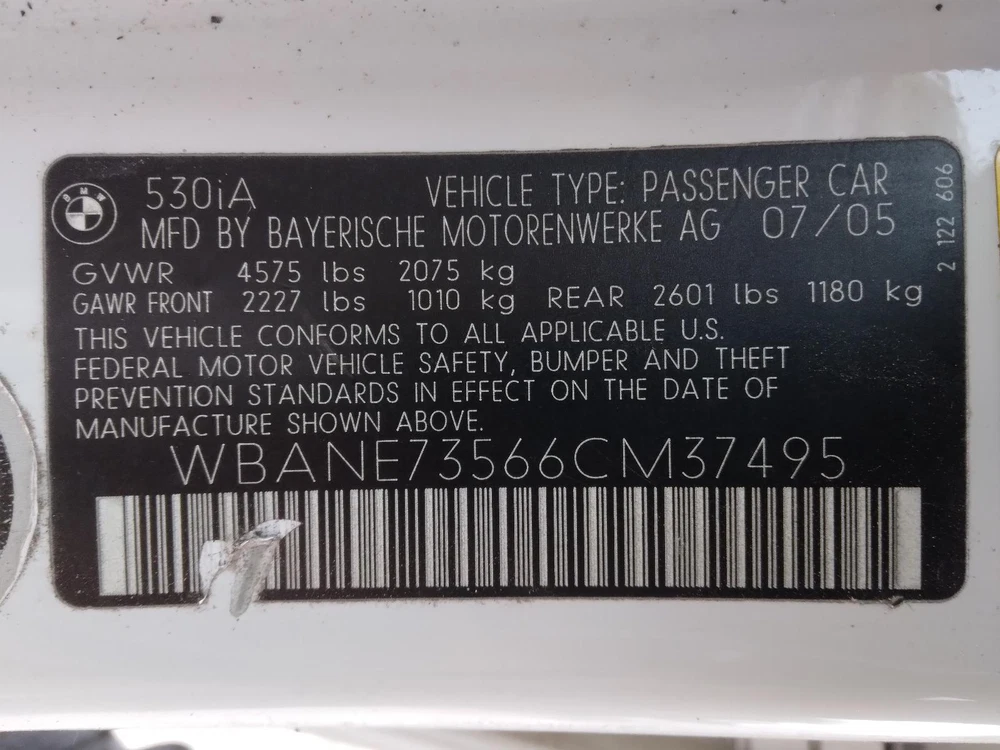 BMW
530iA VEHICLE TYPE: PASSENGER CAR
MFD BY BAYERISCHE MOTORENWERKE AG 07/05
GVWR 4575 lbs 2075 kg
GAWR FRONT 2227 lbs 1010 kg REAR 2601 lbs 1180 kg
THIS VEHICLE CONFORMS TO ALL APPLICABLE U.S.
FEDERAL MOTOR VEHICLE SAFETY, BUMPER AND THEFT
PREVENTION STANDARDS IN EFFECT ON THE DATE OF
MANUFACTURE SHOWN ABOVE.
WBANE73566CM37495
2 122 606